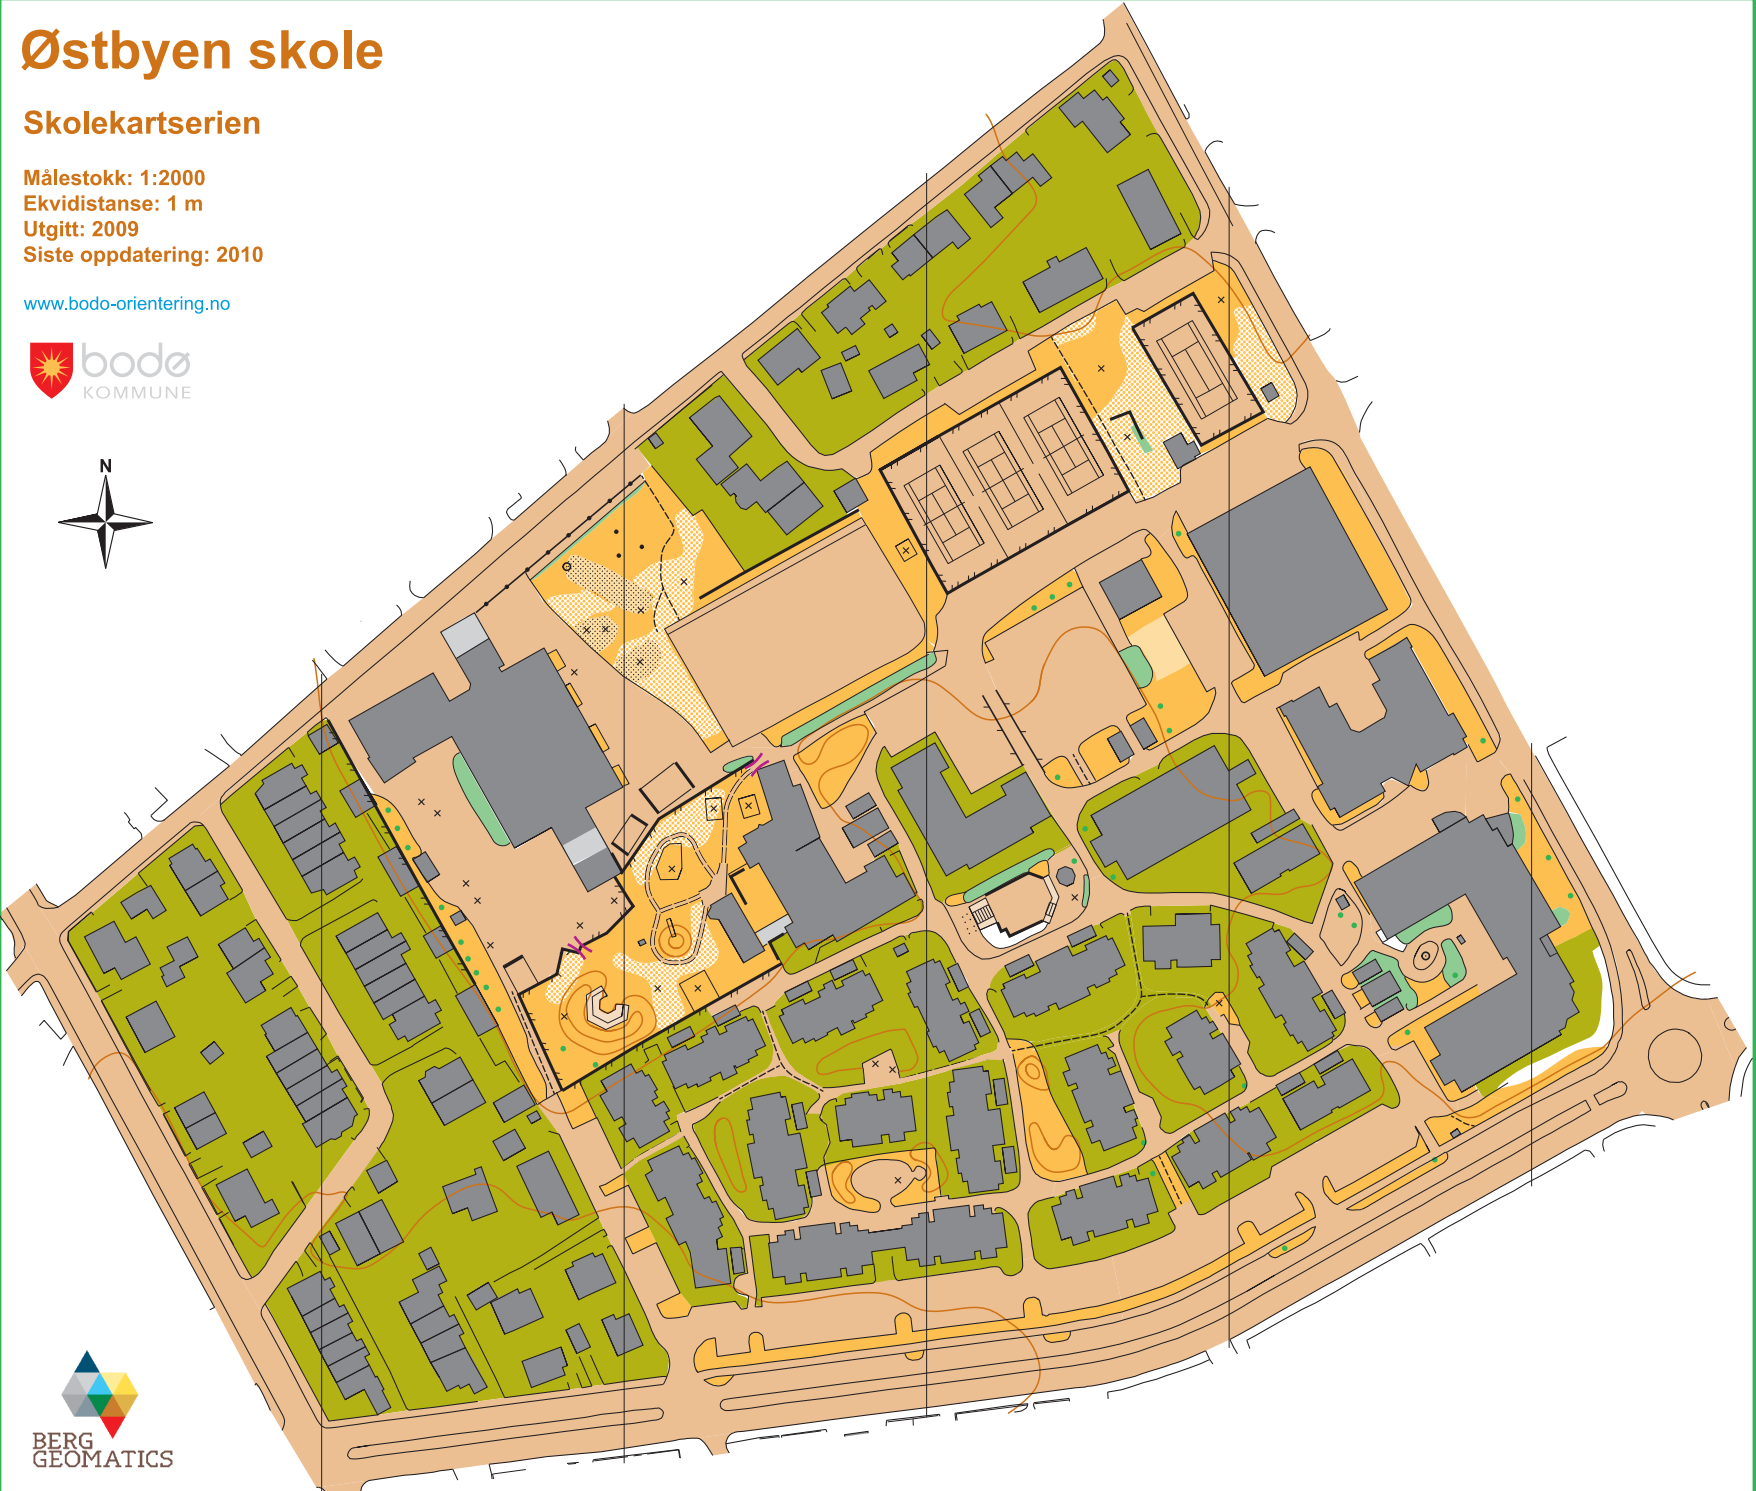 Østbyen skole
Skolekartserien
Målestokk: 1:2000
Ekvidistanse: 1 m
Utgitt: 2009
Siste oppdatering: 2010
www.bodo-orientering.no
bodø
KOMMUNE
N
BERG
GEOMATICS